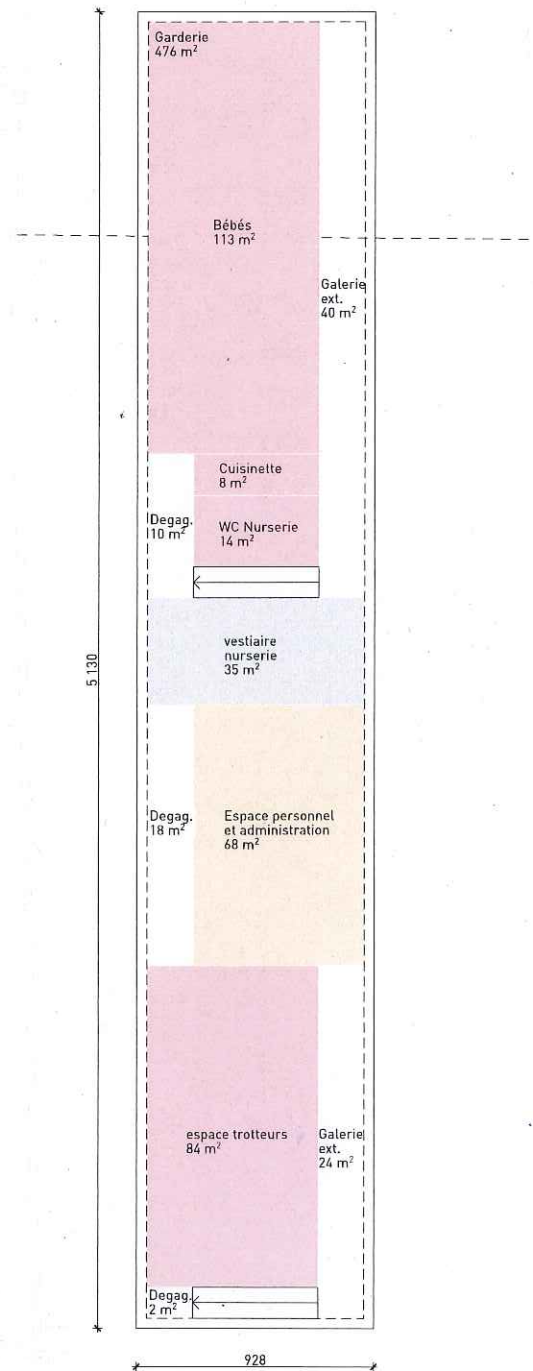 Garderie
476 m²
Bébés
113 m²
Galerie
ext.
40 m²
Cuisinette
8 m²
Degag.
10 m²
WC Nurserie
14 m²
vestiaire
nurserie
35 m²
5 130
Degag.
18 m²
Espace personnel
et administration
68 m²
espace trotteurs
84 m²
Galerie
ext.
24 m²
Degag.
2 m²
928